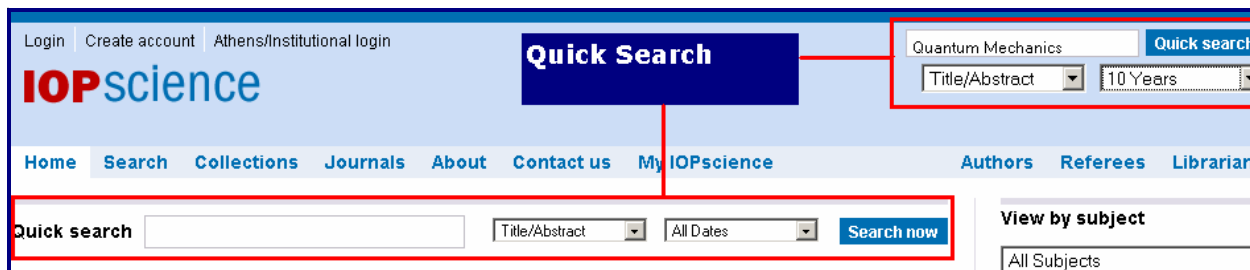 Login Create account Athens/Institutional login
Quick Search
Quantum Mechanics Quick search
IOPscience
Title/Abstract 10 Years
Home Search Collections Journals About Contact us My IOPscience Authors Referees Librarian
Quick search Title/Abstract All Dates Search now
View by subject
All Subjects